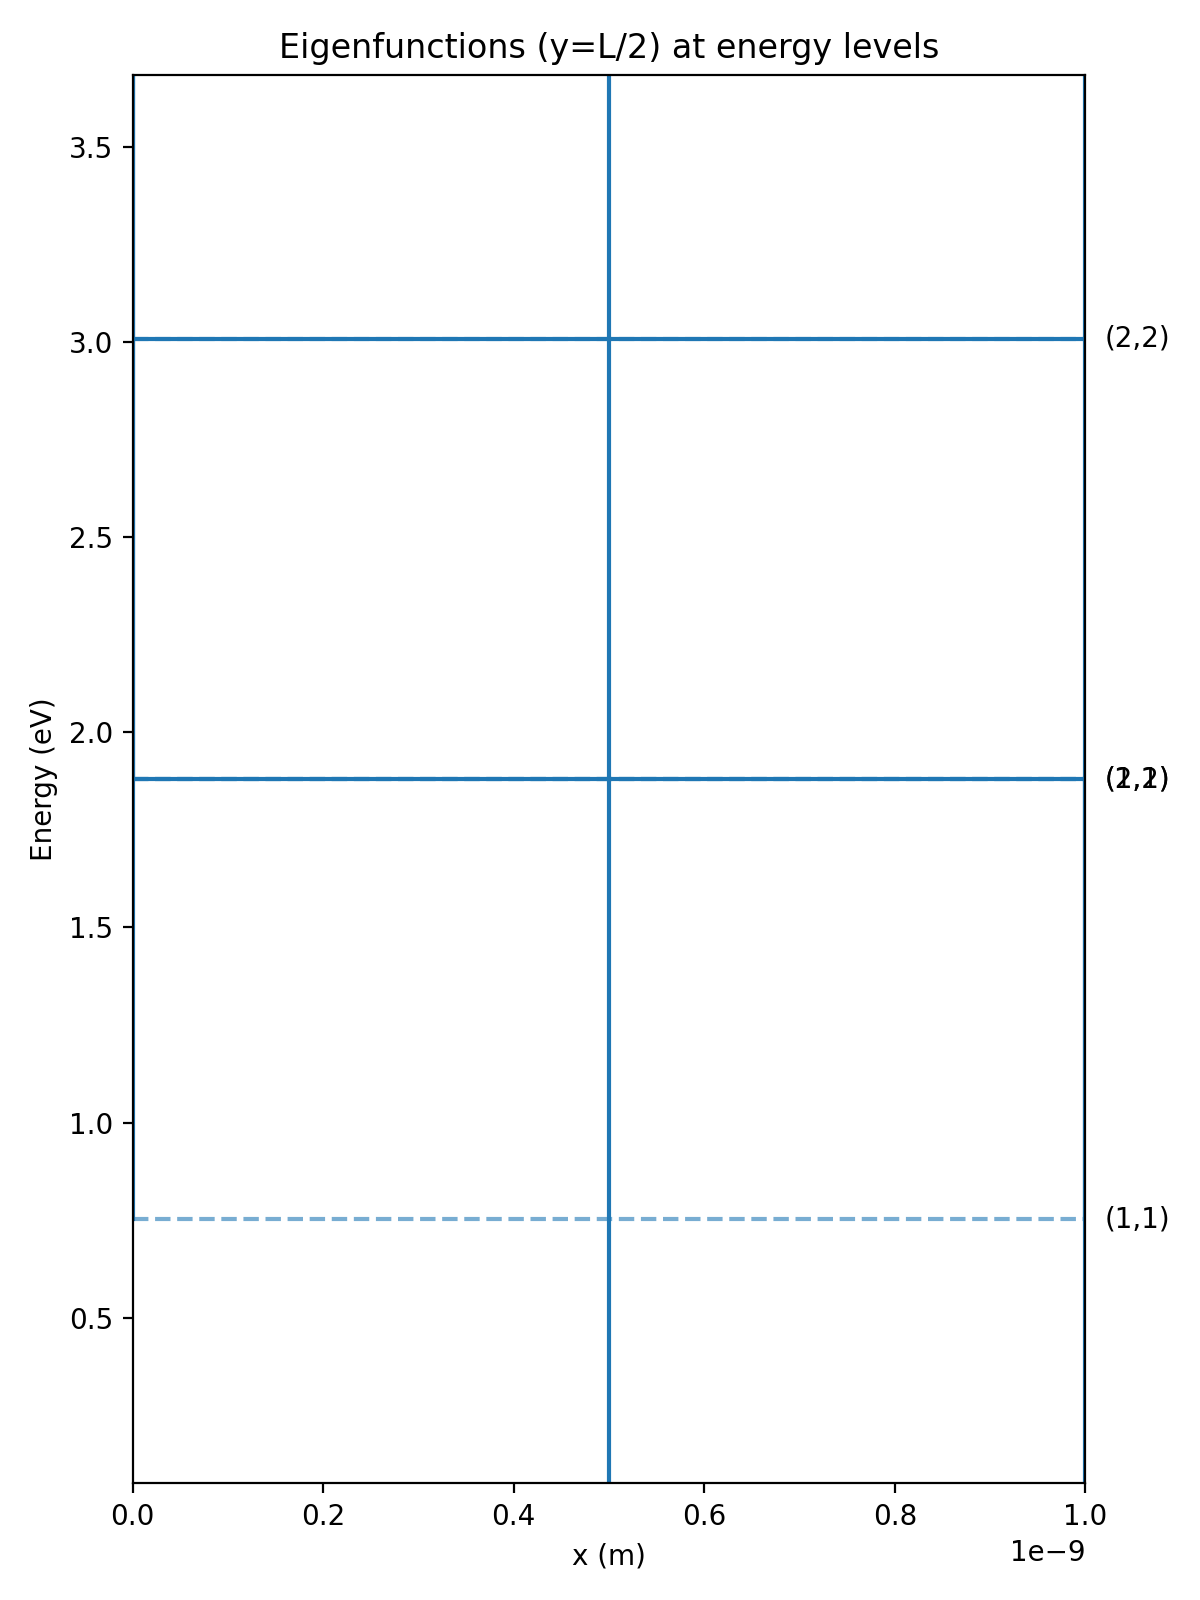 Eigenfunctions (y=L/2) at energy levels
3.5
3.0
(2,2)
2.5
2.0
1.5
1.0
(1,1)
0.5
Energy (eV)
0.0 0.2 0.4 0.6 0.8 1.0
x (m)
1e−9